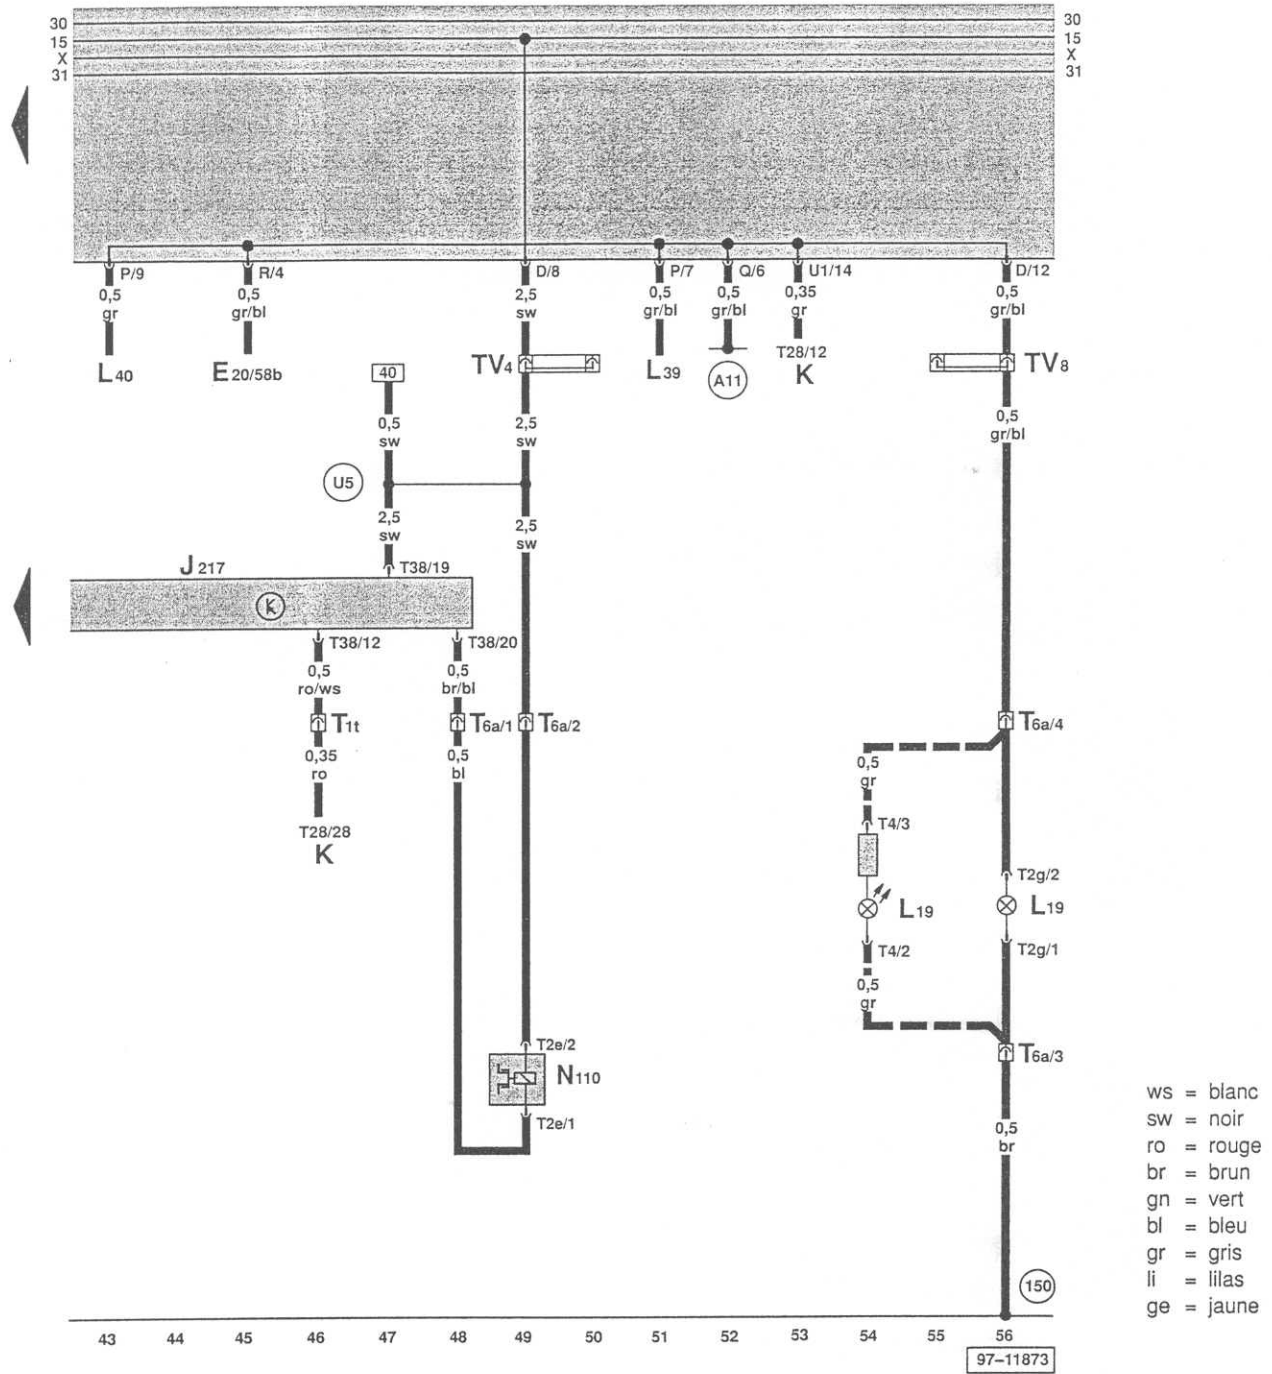 30 30
15 15
X X
31 31
P/9 R/4 D/8 P/7 Q/6 U1/14 D/12
0,5 0,5 2,5 0,5 0,5 0,35 0,5
gr gr/bl sw gr/bl gr/bl gr gr/bl
L40 E20/58b TV4 L39 A11 T28/12 TV8
K
40
0,5 2,5 0,5
sw sw gr/bl
U5
2,5 2,5
sw sw
J217 T38/19
K
T38/12 T38/20
0,5 0,5
ro/ws br/bl
T1t T6a/1 T6a/2 T6a/4
0,35 0,5 0,5
ro bl gr
T28/28
K
T4/3
T2g/2
L19 L19
T4/2 T2g/1
0,5
gr
T2e/2 T6a/3
N110
T2e/1 0,5
br
ws = blanc
sw = noir
ro = rouge
br = brun
gn = vert
bl = bleu
gr = gris
li = lilas
ge = jaune
150
43 44 45 46 47 48 49 50 51 52 53 54 55 56
97-11873